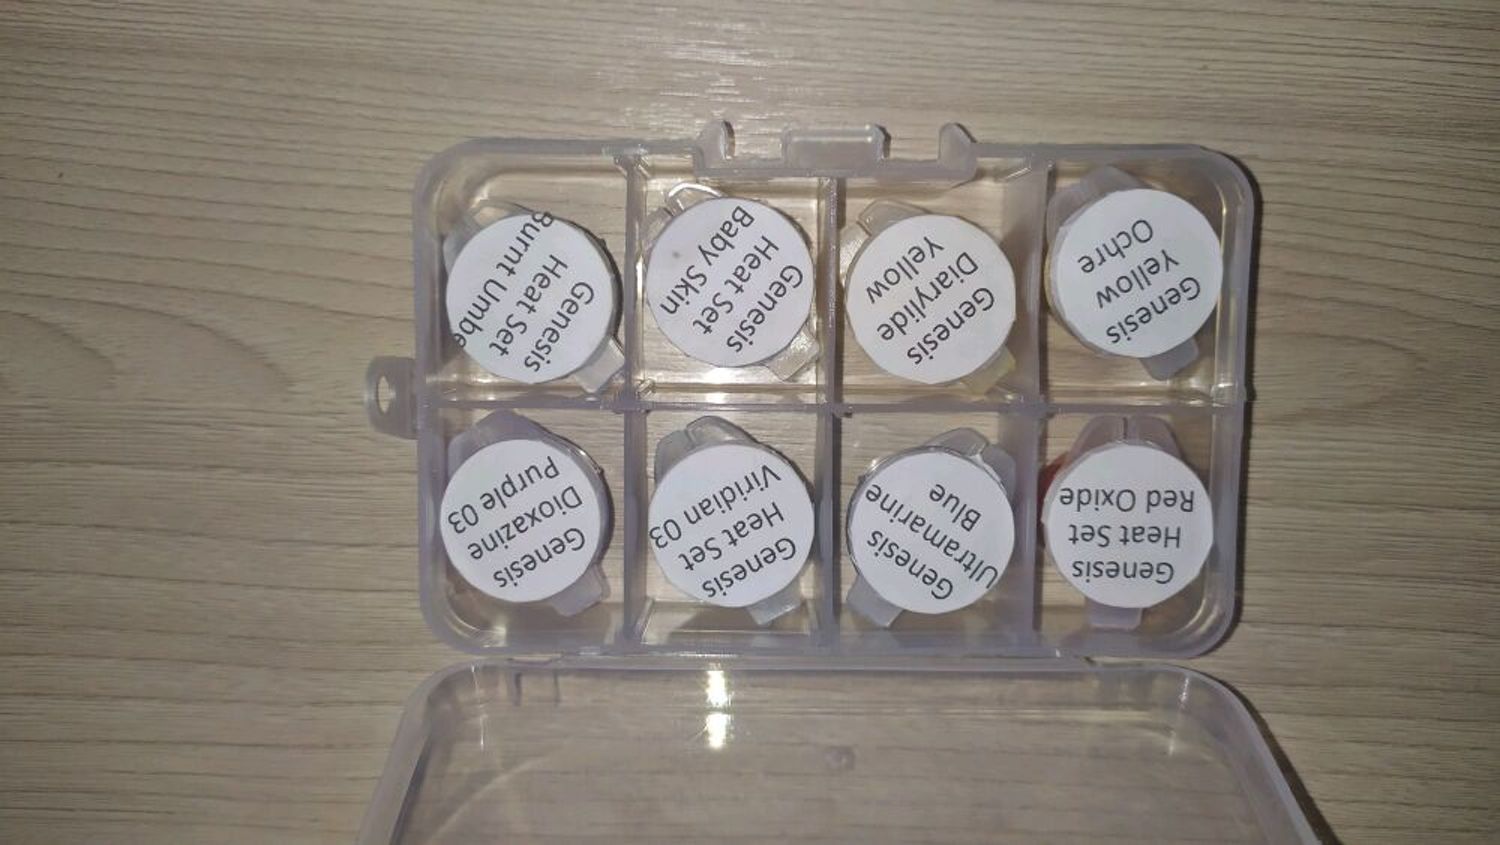 Genesis
Heat Set
Red Oxide
Genesis
Ultramarine
Blue
Genesis
Heat Set
Viridian 03
Genesis
Dioxazine
Purple 03
Genesis
Yellow
Ochre
Genesis
Diarylide
Yellow
Genesis
Heat Set
Baby Skin
Genesis
Heat Set
Burnt Umbe